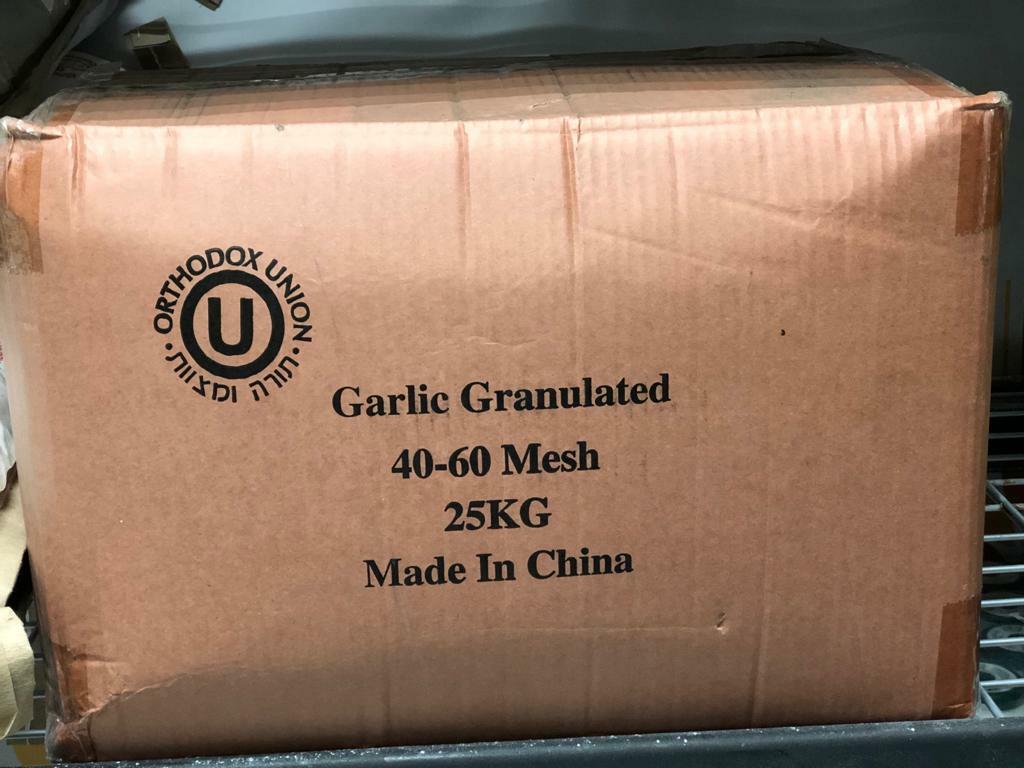 ORTHODOX UNION
U
תורה ומצוות
Garlic Granulated
40-60 Mesh
25KG
Made In China